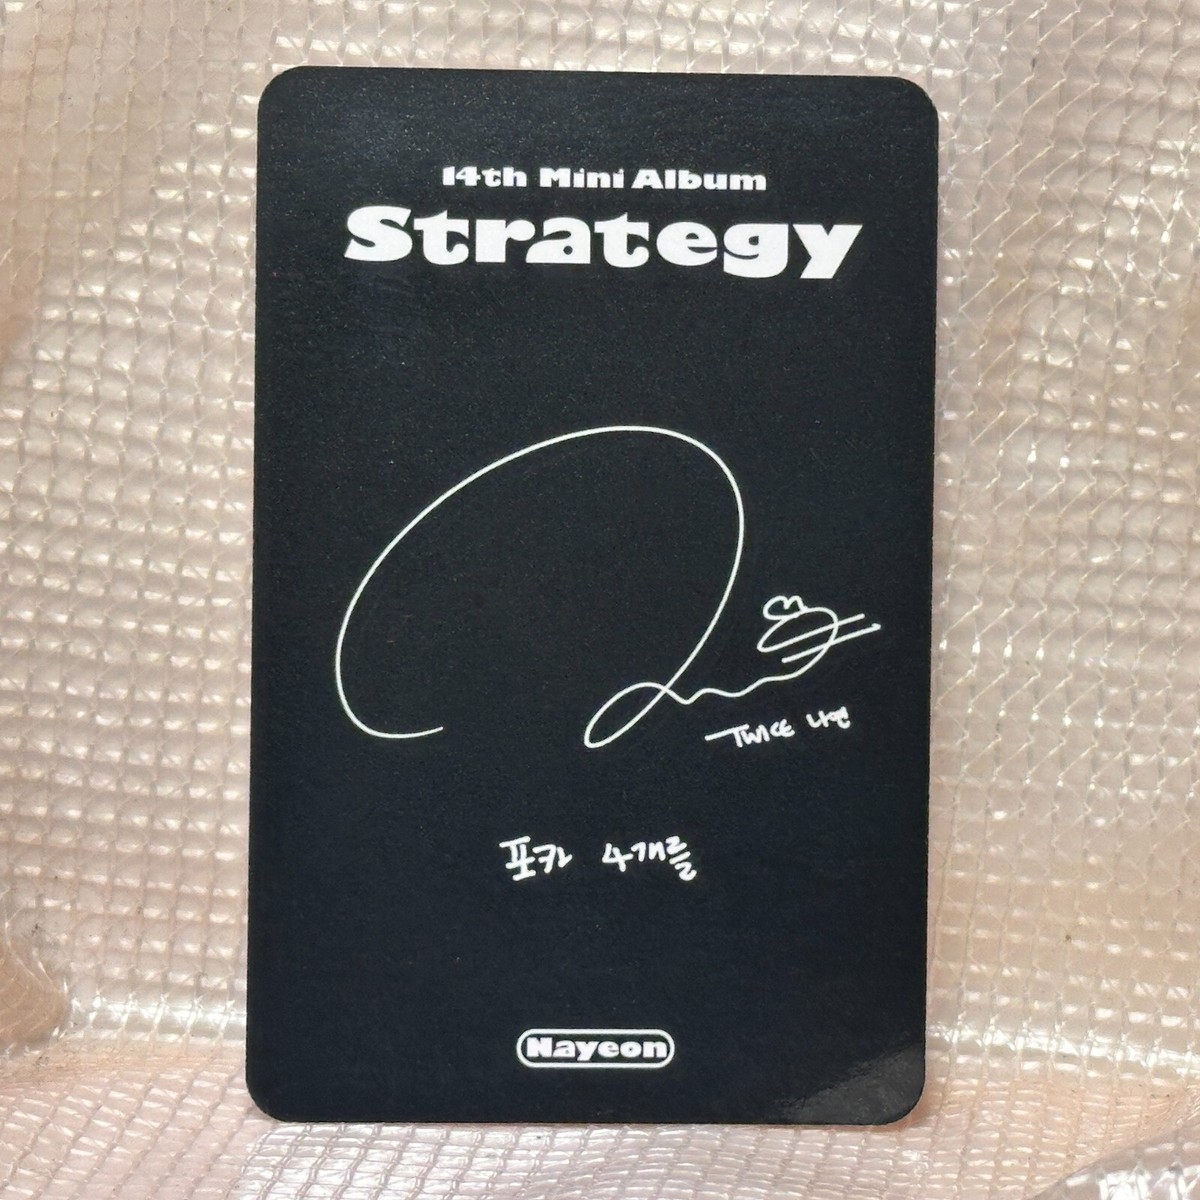 14th Mini Album
Strategy
TWICE 나연
포카 4개를
Nayeon